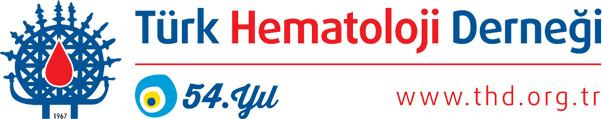 Türk Hematoloji Derneği
54.Yıl
www.thd.org.tr
1967